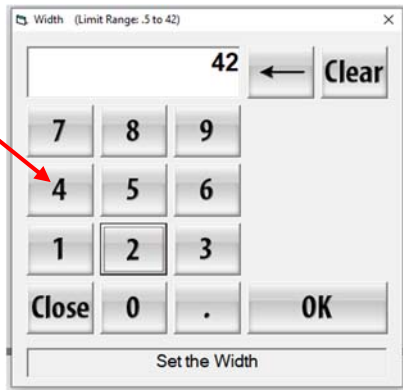 Width (Limit Range: .5 to 42)
42 Clear
7 8 9
4 5 6
1 2 3
Close 0 . OK
Set the Width